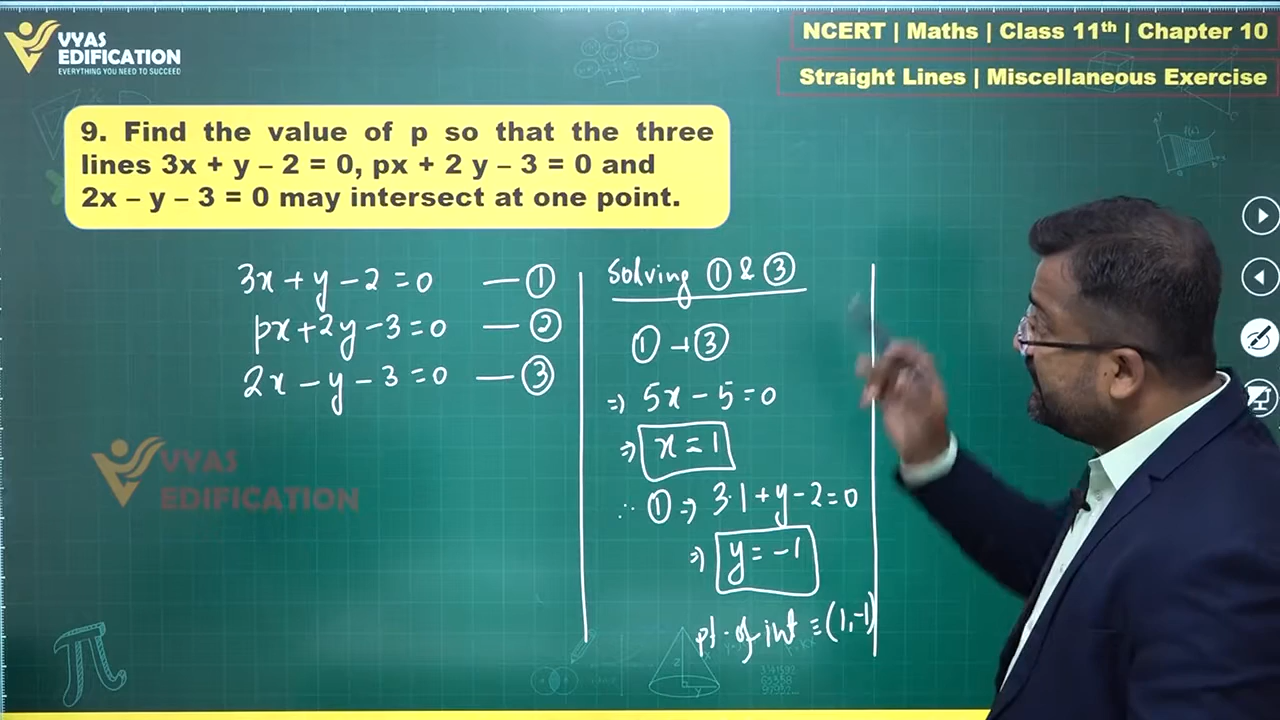 VYAS
EDIFICATION
EVERYTHING YOU NEED TO SUCCEED
NCERT | Maths | Class 11th | Chapter 10
Straight Lines | Miscellaneous Exercise
9. Find the value of p so that the three
lines 3x + y – 2 = 0, px + 2 y – 3 = 0 and
2x – y – 3 = 0 may intersect at one point.
3x + y - 2 = 0 — ①
px + 2y - 3 = 0 — ②
2x - y - 3 = 0 — ③
VYAS
EDIFICATION
Solving ① & ③
① + ③
⇒ 5x - 5 = 0
⇒ x = 1
∴ ① ⇒ 3·1 + y - 2 = 0
⇒ y = -1
pt. of int ≡ (1, -1)